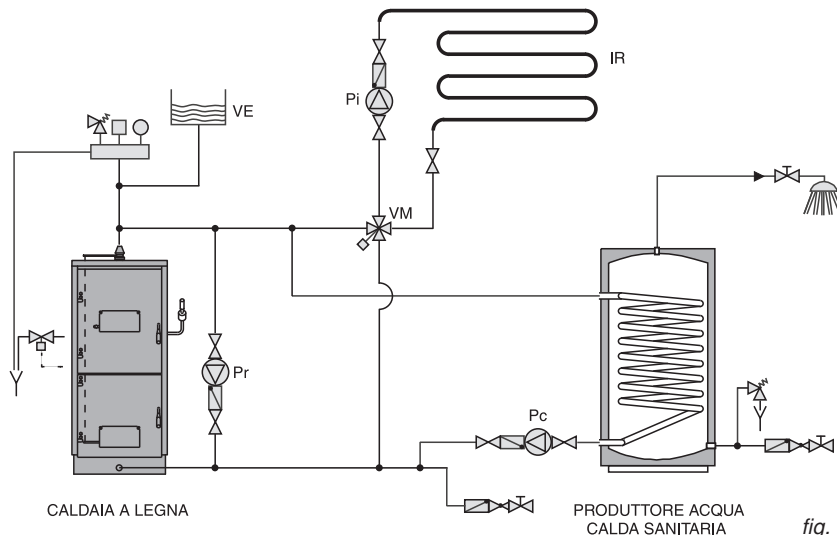 IR
Pi
VE
VM
Pr
Pc
CALDAIA A LEGNA
PRODUTTORE ACQUA
CALDA SANITARIA
fig.